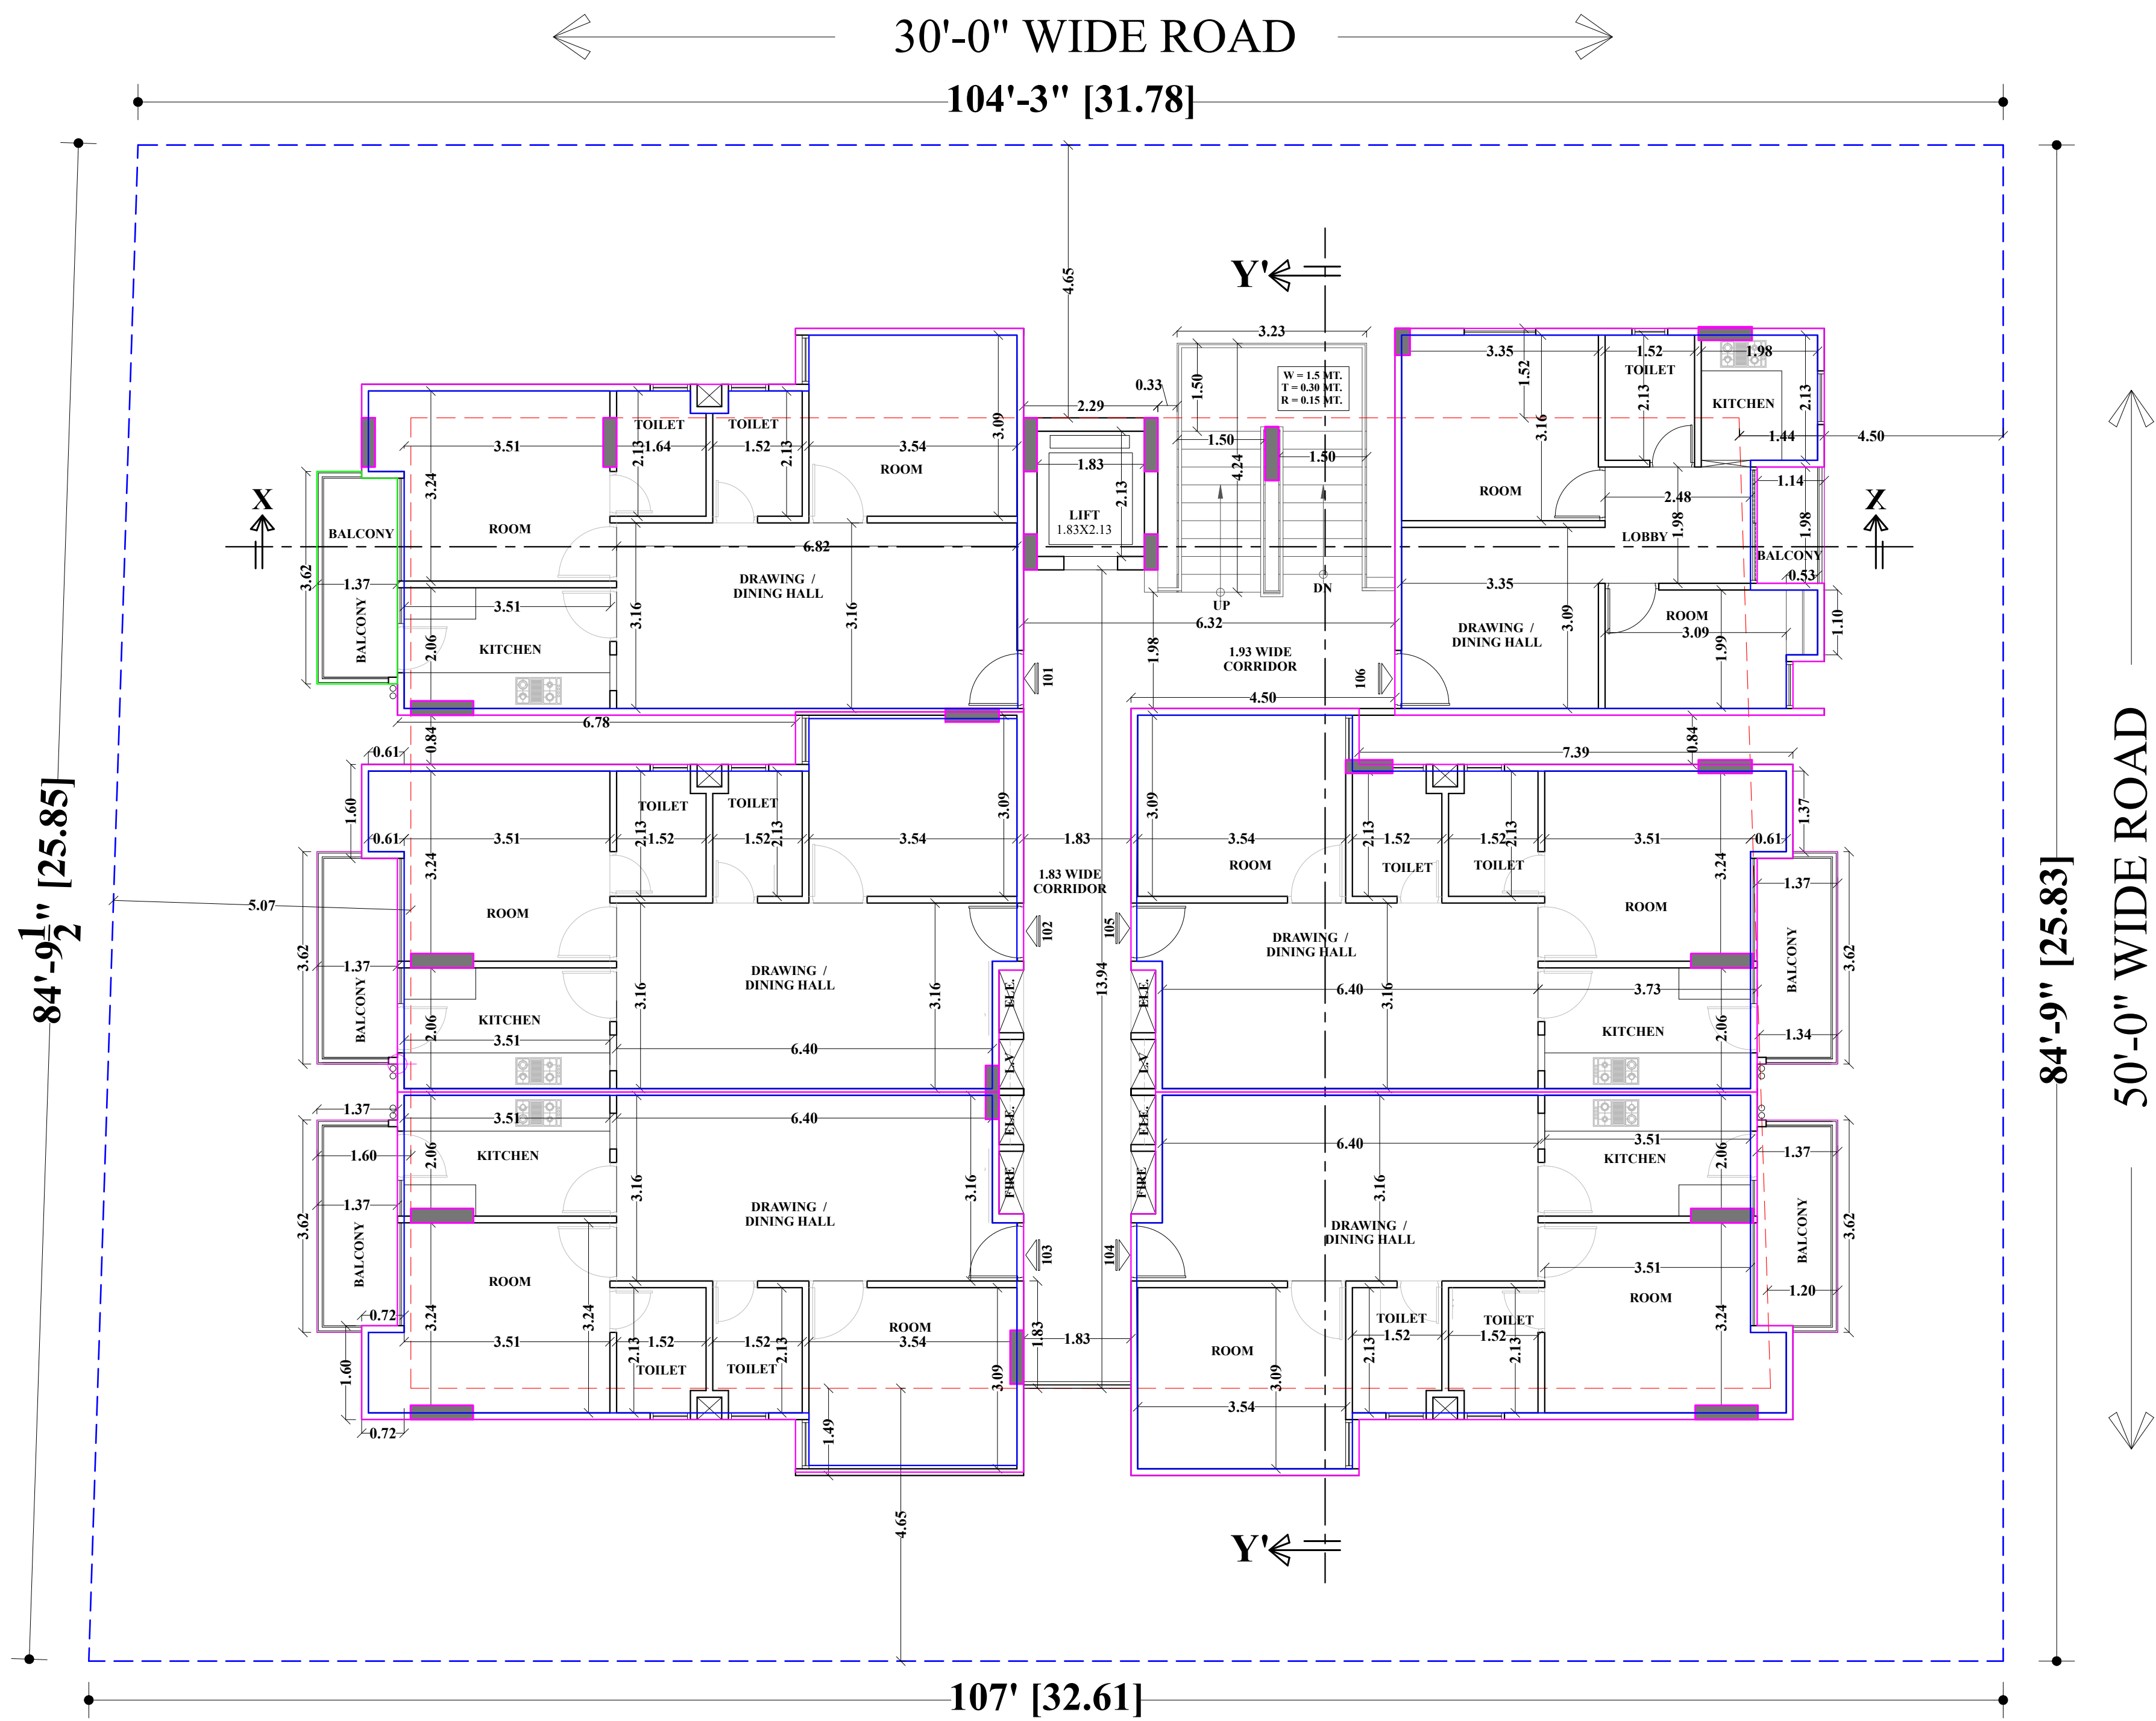 30'-0" WIDE ROAD
104'-3" [31.78]
Y'
4.65
3.23
W = 1.5 MT.
T = 0.30 MT.
R = 0.15 MT.
0.33
1.50
2.29
1.50
1.50
4.24
1.83
2.13
LIFT
1.83X2.13
UP
DN
6.32
1.98
1.93 WIDE
CORRIDOR
4.50
101
106
3.35
1.52
1.52
1.98
TOILET
2.13
KITCHEN
2.13
1.44
4.50
3.16
ROOM
2.48
1.14
LOBBY
1.98
1.98
BALCONY
0.53
3.35
DRAWING /
DINING HALL
3.09
ROOM
3.09
1.99
1.10
X
X
TOILET
TOILET
3.51
2.13
1.64
1.52
2.13
3.54
3.09
ROOM
3.24
BALCONY
ROOM
6.82
3.62
1.37
BALCONY
3.51
DRAWING /
DINING HALL
3.16
3.16
2.06
KITCHEN
6.78
0.84
0.61
1.60
TOILET
TOILET
0.61
3.51
3.24
2.13
1.52
1.52
2.13
3.54
3.09
1.83
1.83 WIDE
CORRIDOR
5.07
ROOM
102
105
3.62
1.37
BALCONY
DRAWING /
DINING HALL
3.16
3.16
KITCHEN
2.06
3.51
6.40
ELE.
L.V
ELE.
FIRE
13.94
ELE.
L.V
ELE.
FIRE
7.39
0.84
3.09
3.54
ROOM
2.13
1.52
TOILET
1.52
2.13
TOILET
3.51
0.61
1.37
3.24
ROOM
1.37
BALCONY
3.62
DRAWING /
DINING HALL
6.40
3.16
3.73
KITCHEN
2.06
1.34
1.37
3.51
6.40
1.60
2.06
KITCHEN
1.37
3.62
BALCONY
3.16
3.16
DRAWING /
DINING HALL
ROOM
103
104
0.72
3.24
3.24
3.51
1.60
2.13
1.52
1.52
2.13
TOILET
TOILET
ROOM
3.54
3.09
1.83
1.83
0.72
1.49
4.65
6.40
3.16
3.51
KITCHEN
2.06
1.37
BALCONY
3.62
DRAWING /
DINING HALL
3.51
ROOM
1.20
3.24
TOILET
1.52
2.13
TOILET
1.52
2.13
ROOM
3.09
3.54
Y'
84'-9 1/2" [25.85]
84'-9" [25.83]
50'-0" WIDE ROAD
107' [32.61]